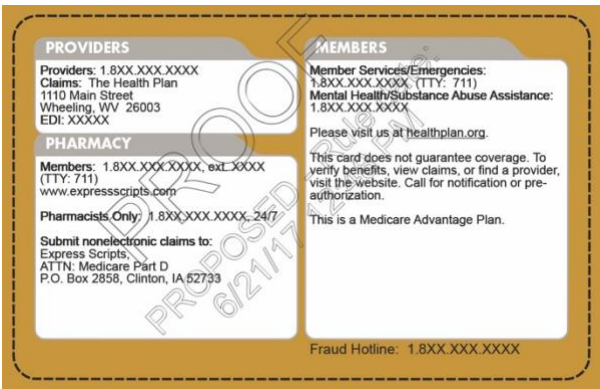 PROVIDERS
Providers: 1.8XX.XXX.XXXX
Claims: The Health Plan
1110 Main Street
Wheeling, WV 26003
EDI: XXXXX
PHARMACY
Members: 1.8XX.XXX.XXXX, ext. XXXX
(TTY: 711)
www.expressscripts.com
Pharmacists Only: 1.8XX.XXX.XXXX, 24/7
Submit nonelectronic claims to:
Express Scripts,
ATTN: Medicare Part D
P.O. Box 2858, Clinton, IA 52733
MEMBERS
Member Services/Emergencies:
1.8XX.XXX.XXXX, (TTY: 711)
Mental Health/Substance Abuse Assistance:
1.8XX.XXX.XXXX
Please visit us at healthplan.org.
This card does not guarantee coverage. To
verify benefits, view claims, or find a provider,
visit the website. Call for notification or pre-
authorization.
This is a Medicare Advantage Plan.
Fraud Hotline: 1.8XX.XXX.XXXX
PROOF
PROPOSED - Rule:
6/21/17
PM